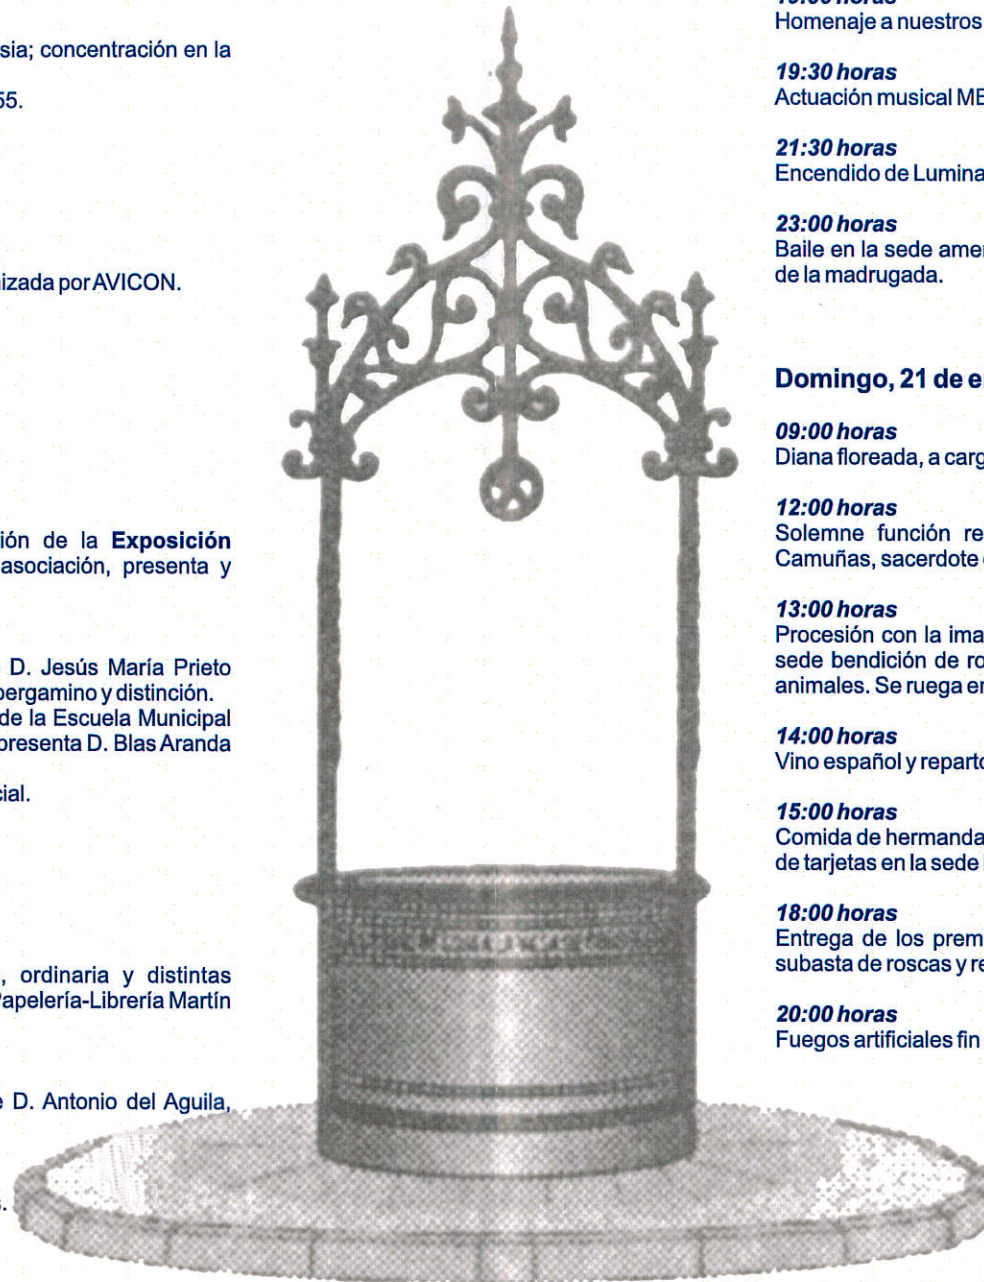 sia; concentración en la
55.
nizada por AVICON.
ción de la Exposición
asociación, presenta y
D. Jesús María Prieto
pergamino y distinción.
de la Escuela Municipal
presenta D. Blas Aranda
cial.
, ordinaria y distintas
Papelería-Librería Martín
e D. Antonio del Aguila,
s.
Homenaje a nuestros
19:30 horas
Actuación musical ME
21:30 horas
Encendido de Lumina
23:00 horas
Baile en la sede amen
de la madrugada.
Domingo, 21 de e
09:00 horas
Diana floreada, a carg
12:00 horas
Solemne función re
Camuñas, sacerdote
13:00 horas
Procesión con la ima
sede bendición de ro
animales. Se ruega en
14:00 horas
Vino español y reparto
15:00 horas
Comida de hermanda
de tarjetas en la sede
18:00 horas
Entrega de los prem
subasta de roscas y re
20:00 horas
Fuegos artificiales fin